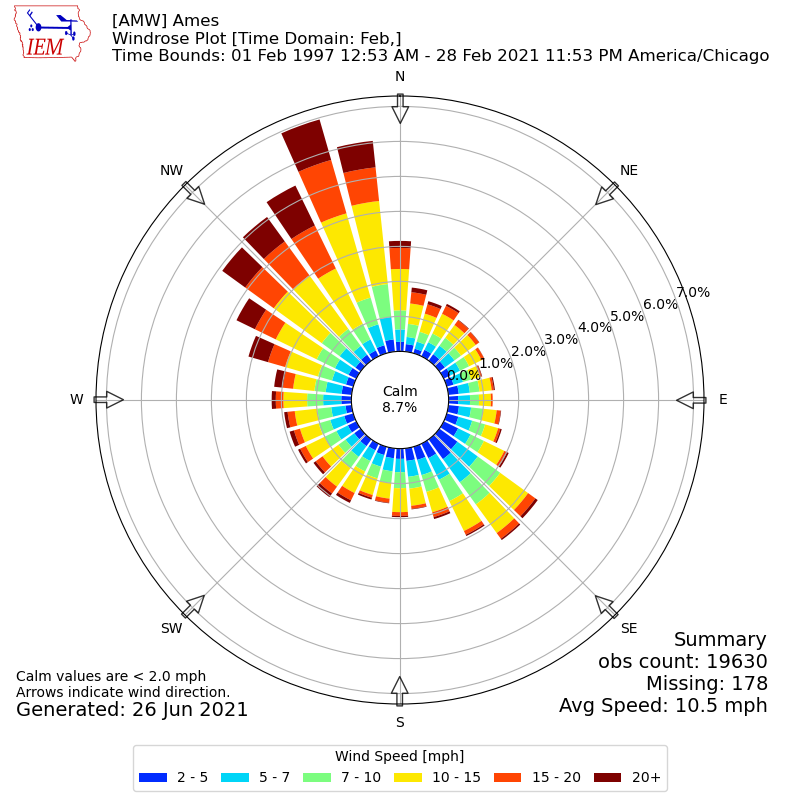 IEM
[AMW] Ames
Windrose Plot [Time Domain: Feb,]
Time Bounds: 01 Feb 1997 12:53 AM - 28 Feb 2021 11:53 PM America/Chicago
N
NW
NE
7.0%
6.0%
5.0%
4.0%
3.0%
2.0%
1.0%
0.0%
Calm
8.7%
W
E
SW
SE
S
Summary
obs count: 19630
Missing: 178
Avg Speed: 10.5 mph
Calm values are < 2.0 mph
Arrows indicate wind direction.
Generated: 26 Jun 2021
Wind Speed [mph]
2 - 5 5 - 7 7 - 10 10 - 15 15 - 20 20+